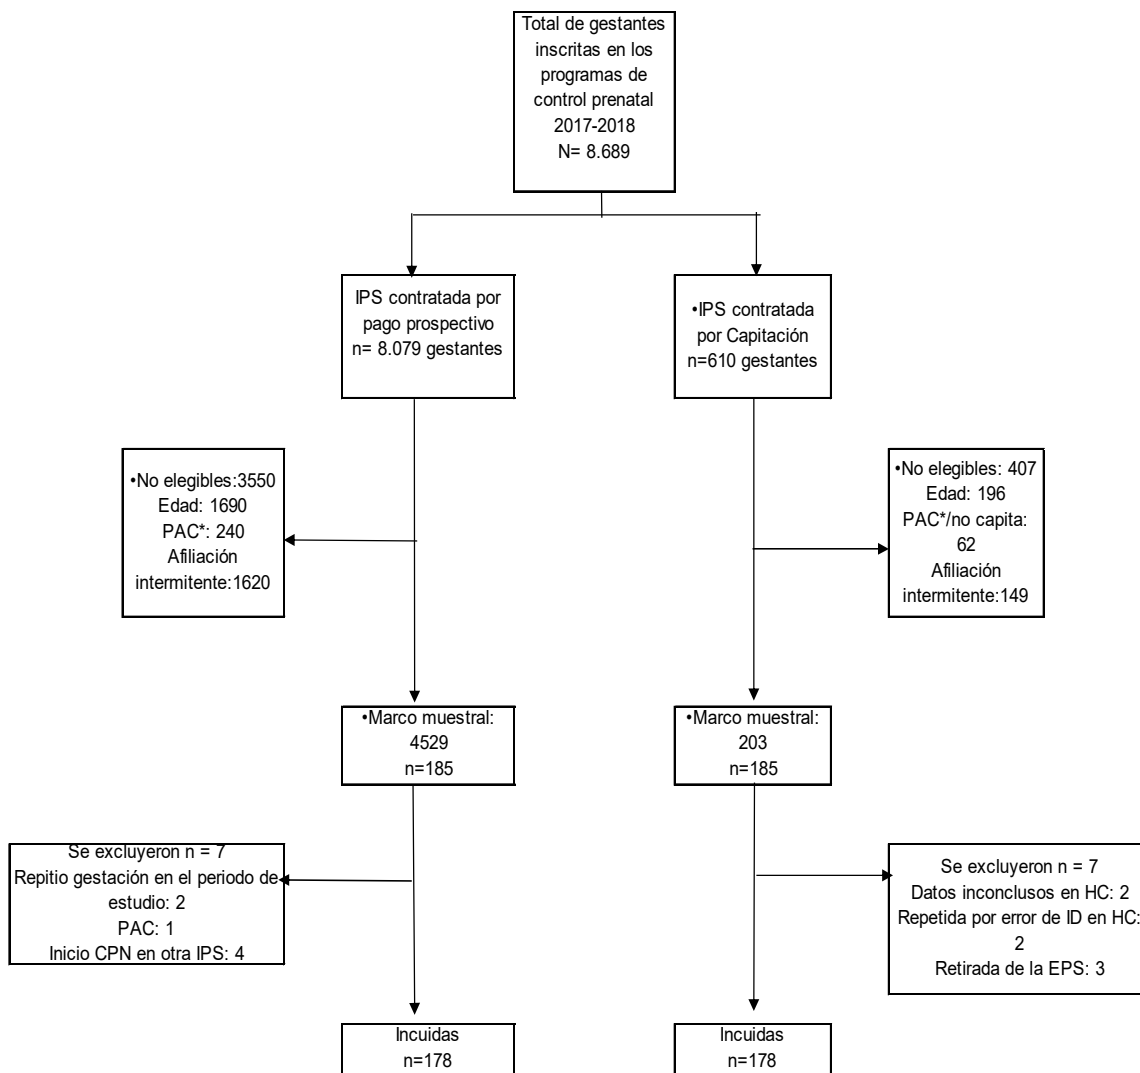 Total de gestantes
inscritas en los
programas de
control prenatal
2017-2018
N= 8.689
IPS contratada por
pago prospectivo
n= 8.079 gestantes
•IPS contratada
por Capitación
n=610 gestantes
•No elegibles:3550
Edad: 1690
PAC*: 240
Afiliación
intermitente:1620
•No elegibles: 407
Edad: 196
PAC*/no capita:
62
Afiliación
intermitente:149
•Marco muestral:
4529
n=185
•Marco muestral:
203
n=185
Se excluyeron n = 7
Repitio gestación en el periodo de
estudio: 2
PAC: 1
Inicio CPN en otra IPS: 4
Se excluyeron n = 7
Datos inconclusos en HC: 2
Repetida por error de ID en HC:
2
Retirada de la EPS: 3
Incuidas
n=178
Incuidas
n=178